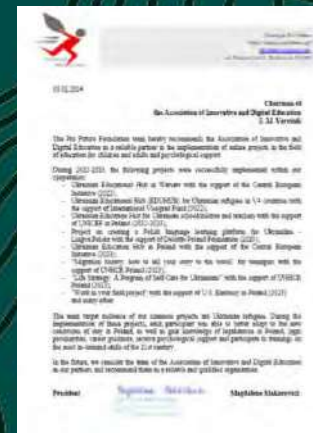 03.01.2024
Chairman of
the Association of Innovative and Digital Education
The Pro Futuro Foundation team hereby recommends the Association of Innovative and
Digital Education as a reliable partner in the implementation of online projects in the field
of education for children and adults and psychological support.
During 2022-2023, the following projects were successfully implemented within our
cooperation:
- Ukrainian Educational Hub in Warsaw with the support of the Central European
Initiative (2022);
- Ukrainian Educational Hub (EDUHUB) for Ukrainian refugees in V4 countries with
the support of International Visegrad Fund (2022);
- Ukrainian Education Hub for Ukrainian schoolchildren and teachers with the support
of UNICEF in Poland (2022-2023);
- Project on creating a Polish language learning platform for Ukrainians -
with the support of Deloitte Poland Foundation (2023);
- Ukrainian Education Hub in Poland with the support of the Central European
Initiative (2023);
- "Migration history: how to tell your story to the world" for teenagers with the
support of UNHCR Poland (2023);
- "Life Strategy: A Program of Self-Care for Ukrainians" with the support of UNHCR
Poland (2023);
- "Work is your first project" with the support of U.S. Embassy in Poland (2023)
and many other.
The main target audience of our common projects are Ukrainian refugees. During the
implementation of these projects, each participant was able to better adapt to the new
conditions of stay in Poland, as well as gain knowledge of legislation in Poland, sign
career guidance, receive psychological support and participate in trainings on
the most in-demand skills of the 21st century.
In the future, we consider the team of the Association of Innovative and Digital Education
as our partners and recommend them as a reliable and qualified organization.
President